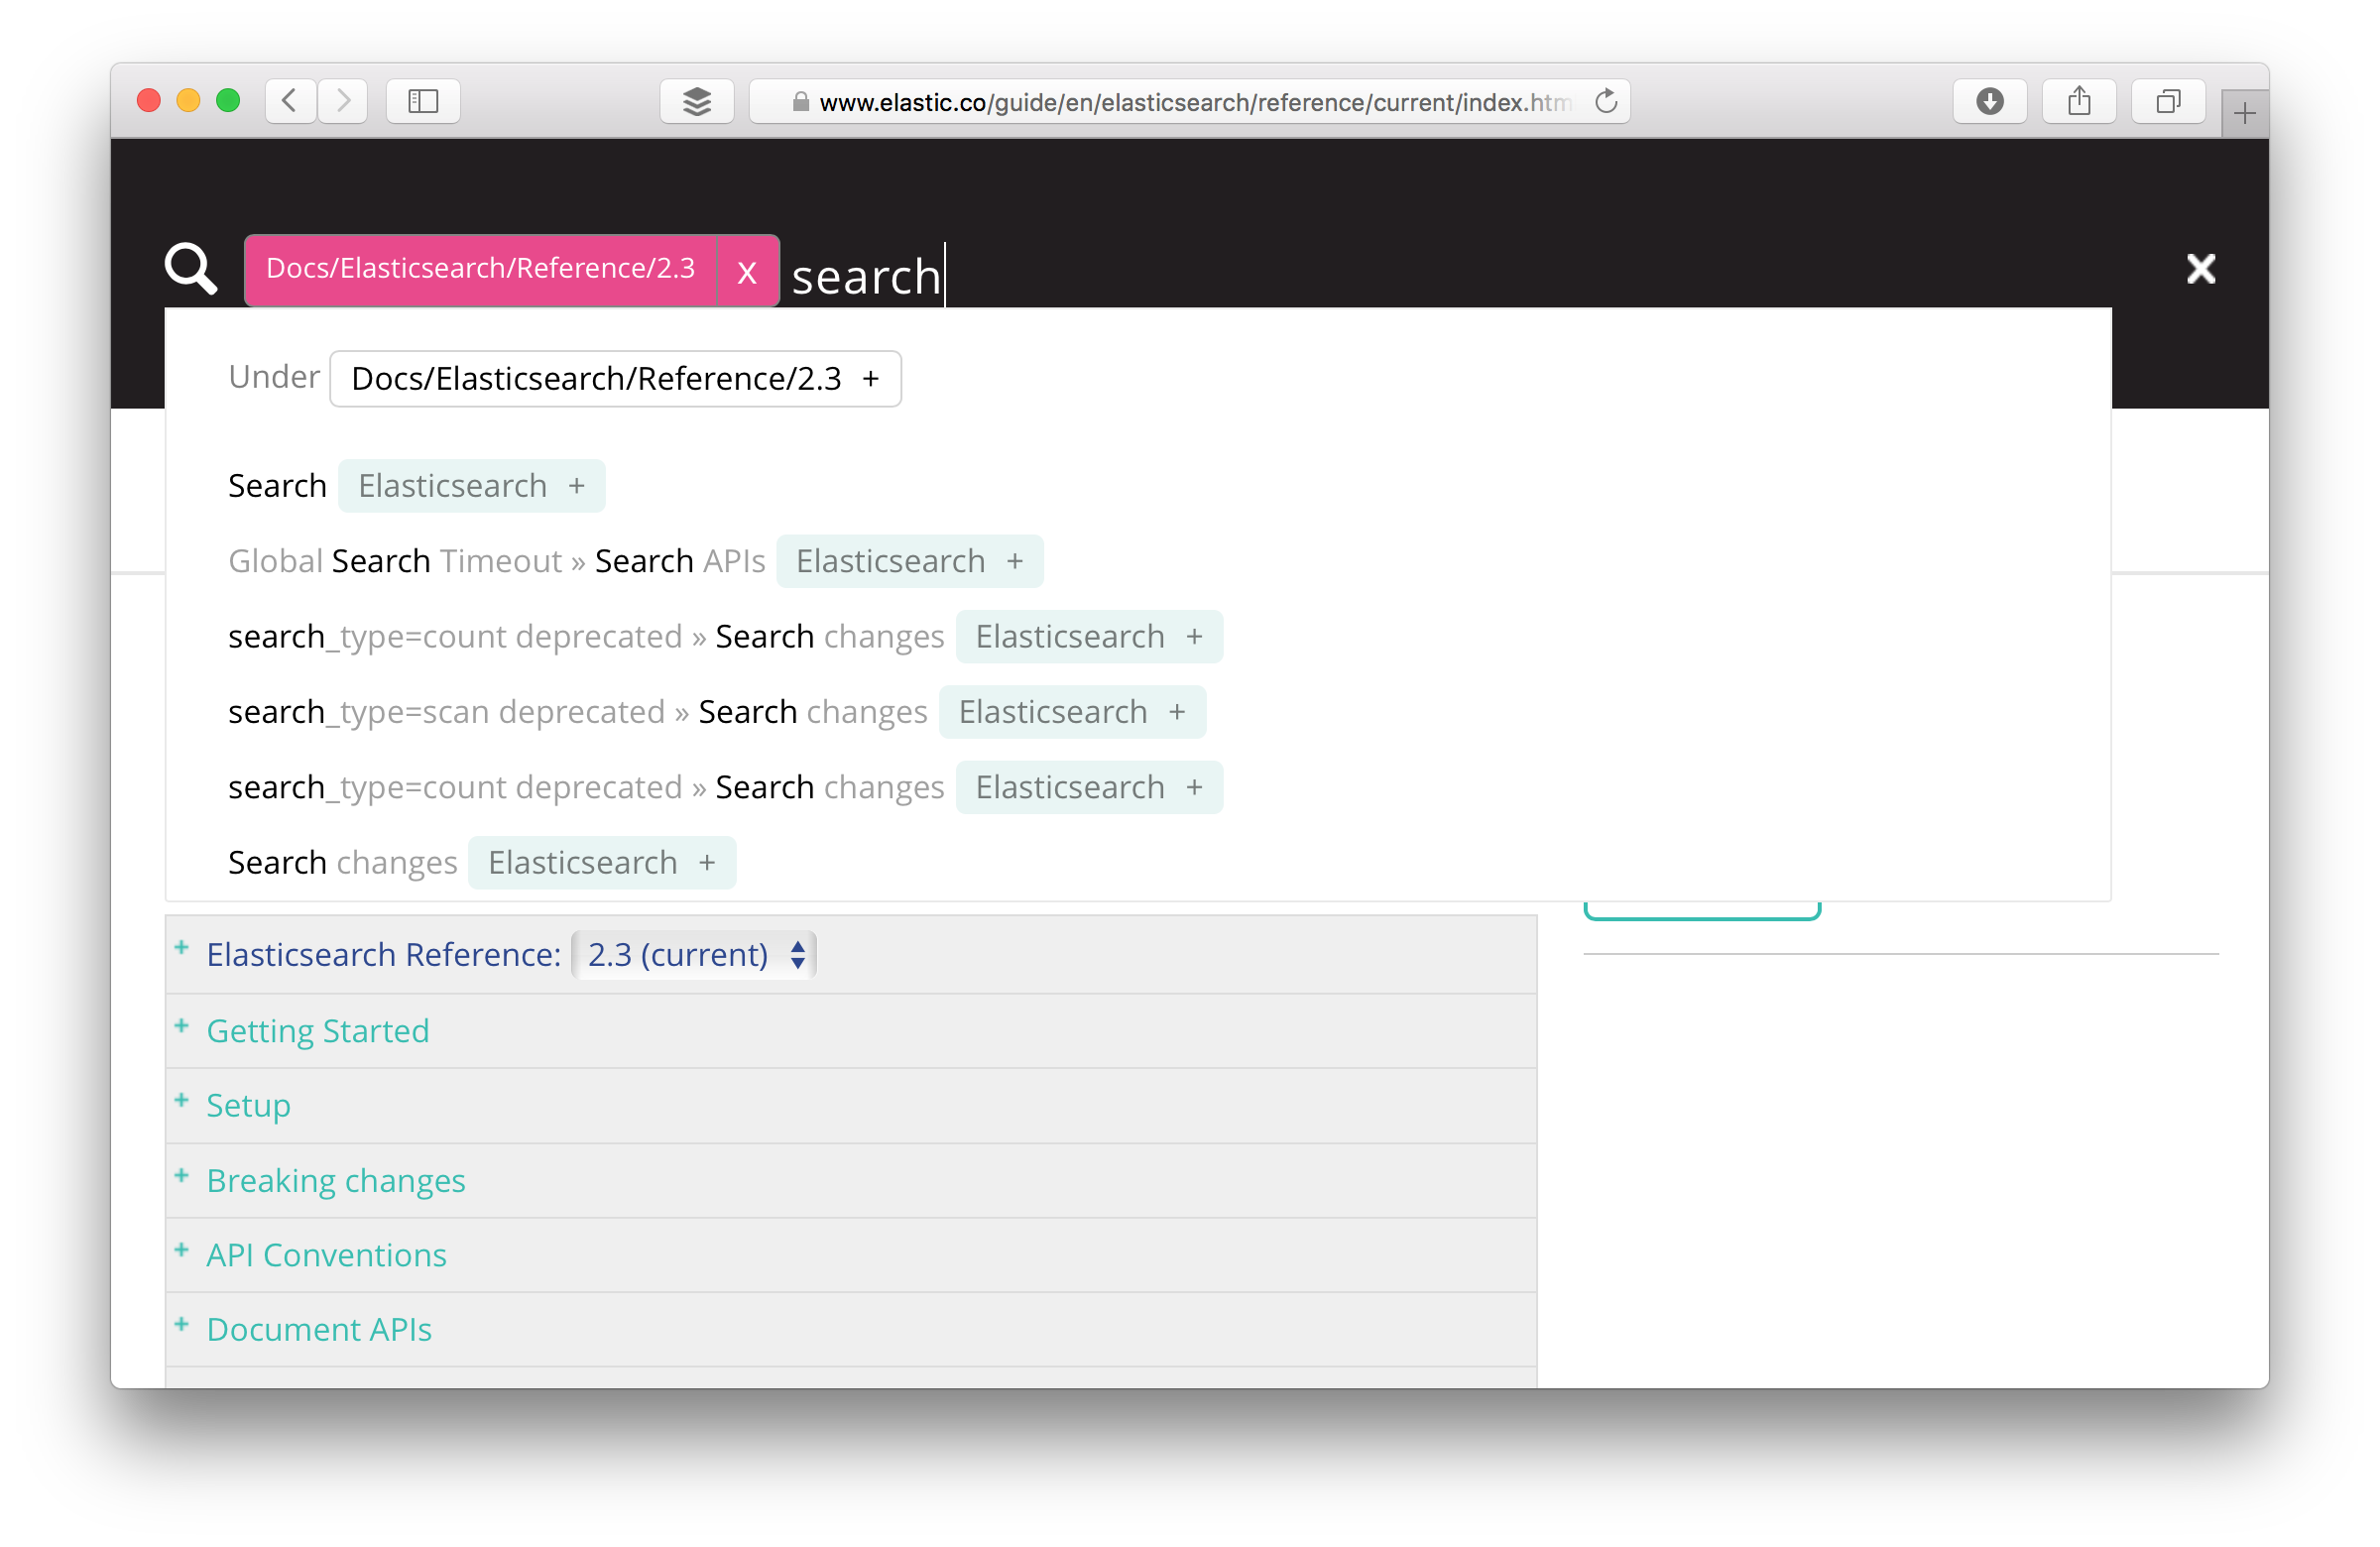 www.elastic.co/guide/en/elasticsearch/reference/current/index.htm
Docs/Elasticsearch/Reference/2.3 x search
Under Docs/Elasticsearch/Reference/2.3 +
Search Elasticsearch +
Global Search Timeout » Search APIs Elasticsearch +
search_type=count deprecated » Search changes Elasticsearch +
search_type=scan deprecated » Search changes Elasticsearch +
search_type=count deprecated » Search changes Elasticsearch +
Search changes Elasticsearch +
+ Elasticsearch Reference: 2.3 (current)
+ Getting Started
+ Setup
+ Breaking changes
+ API Conventions
+ Document APIs